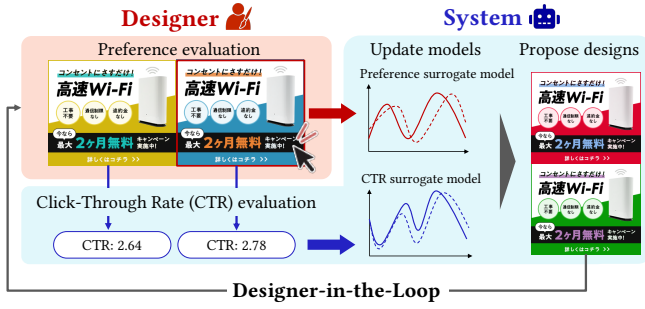 Designer
System
Preference evaluation
Update models
Propose designs
コンセントにさすだけ!
高速Wi-Fi
工事
不要
通信制限
なし
違約金
なし
今なら
最大 2ヶ月無料 キャンペーン
実施中!
詳しくはコチラ >>
コンセントにさすだけ!
高速Wi-Fi
工事
不要
通信制限
なし
違約金
なし
今なら
最大 2ヶ月無料 キャンペーン
実施中!
詳しくはコチラ >>
Preference surrogate model
CTR surrogate model
コンセントにさすだけ!
高速Wi-Fi
工事
不要
通信制限
なし
違約金
なし
今なら
最大 2ヶ月無料 キャンペーン
実施中!
詳しくはコチラ >>
コンセントにさすだけ!
高速Wi-Fi
工事
不要
通信制限
なし
違約金
なし
今なら
最大 2ヶ月無料 キャンペーン
実施中!
詳しくはコチラ >>
Click-Through Rate (CTR) evaluation
CTR: 2.64
CTR: 2.78
Designer-in-the-Loop